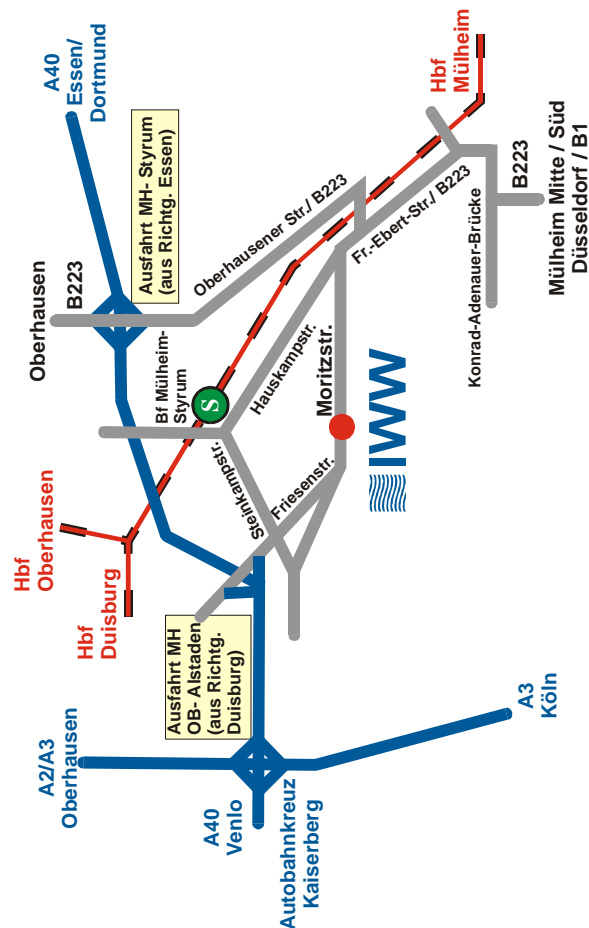 A2/A3
Oberhausen
A40
Venlo
Autobahnkreuz
Kaiserberg
A3
Köln
Ausfahrt MH
OB- Alstaden
(aus Richtg.
Duisburg)
Hbf
Duisburg
Hbf
Oberhausen
Steinkampstr.
Friesenstr.
Bf Mülheim-
Styrum
S
Hauskampstr.
Moritzstr.
IWW
Oberhausen
B223
Ausfahrt MH- Styrum
(aus Richtg. Essen)
A40
Essen/
Dortmund
Oberhausener Str./ B223
Fr.-Ebert-Str./ B223
Konrad-Adenauer-Brücke
B223
Mülheim Mitte / Süd
Düsseldorf / B1
Hbf
Mülheim